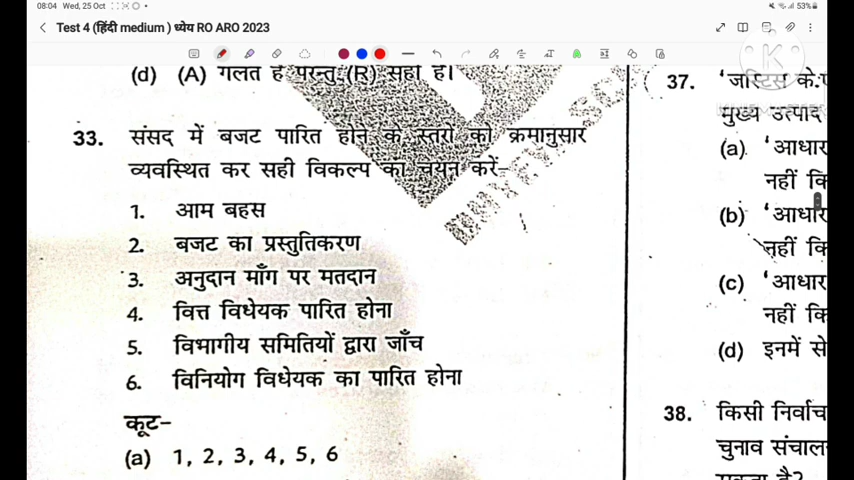 08:04 Wed, 25 Oct
53%
Test 4 (हिंदी medium ) ध्येय RO ARO 2023
(d) (A) गलत है परन्तु (R) सही है।
33. संसद में बजट पारित होने के स्तरों को क्रमानुसार
व्यवस्थित कर सही विकल्प का चयन करें–
1. आम बहस
2. बजट का प्रस्तुतिकरण
3. अनुदान माँग पर मतदान
4. वित्त विधेयक पारित होना
5. विभागीय समितियों द्वारा जाँच
6. विनियोग विधेयक का पारित होना
कूट–
(a) 1, 2, 3, 4, 5, 6
37. 'जस्टिस के.
मुख्य उत्पाद
(a) 'आधार
नहीं कि
(b) 'आधार
नहीं कि
(c) 'आधार
नहीं कि
(d) इनमें से
38. किसी निर्वाच
चुनाव संचाल
K